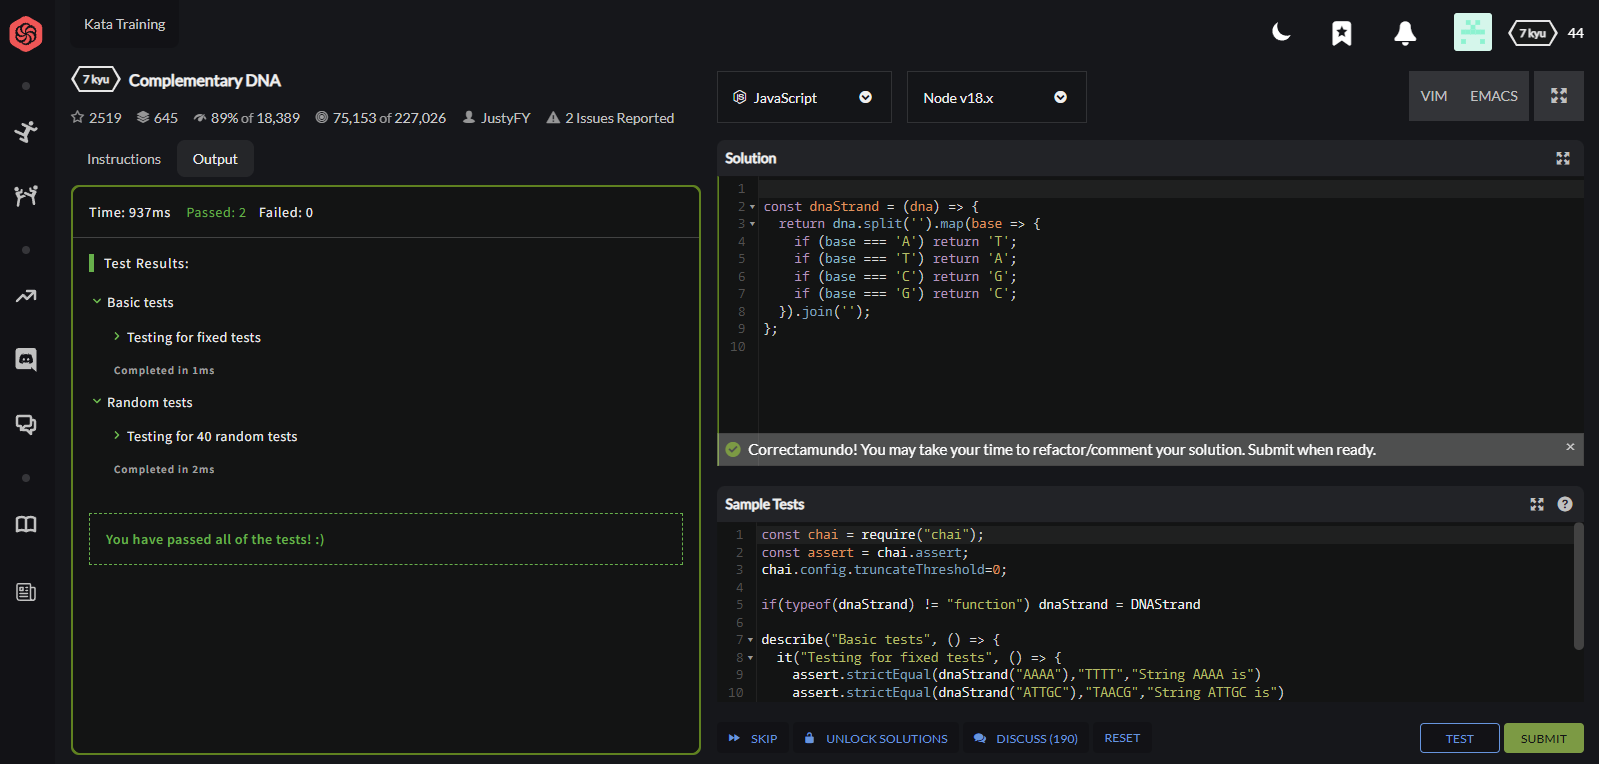 Kata Training
7 kyu
44
7 kyu Complementary DNA
2519 645 89% of 18,389 75,153 of 227,026 JustyFY 2 Issues Reported
Instructions Output
Time: 937ms Passed: 2 Failed: 0
Test Results:
Basic tests
Testing for fixed tests
Completed in 1ms
Random tests
Testing for 40 random tests
Completed in 2ms
You have passed all of the tests! :)
JavaScript
Node v18.x
VIM EMACS
Solution
1
2 const dnaStrand = (dna) => {
3 return dna.split('').map(base => {
4 if (base === 'A') return 'T';
5 if (base === 'T') return 'A';
6 if (base === 'C') return 'G';
7 if (base === 'G') return 'C';
8 }).join('');
9 };
10
Correctamundo! You may take your time to refactor/comment your solution. Submit when ready.
Sample Tests
1 const chai = require("chai");
2 const assert = chai.assert;
3 chai.config.truncateThreshold=0;
4
5 if(typeof(dnaStrand) != "function") dnaStrand = DNAStrand
6
7 describe("Basic tests", () => {
8 it("Testing for fixed tests", () => {
9 assert.strictEqual(dnaStrand("AAAA"),"TTTT","String AAAA is")
10 assert.strictEqual(dnaStrand("ATTGC"),"TAACG","String ATTGC is")
SKIP UNLOCK SOLUTIONS DISCUSS (190) RESET
TEST SUBMIT